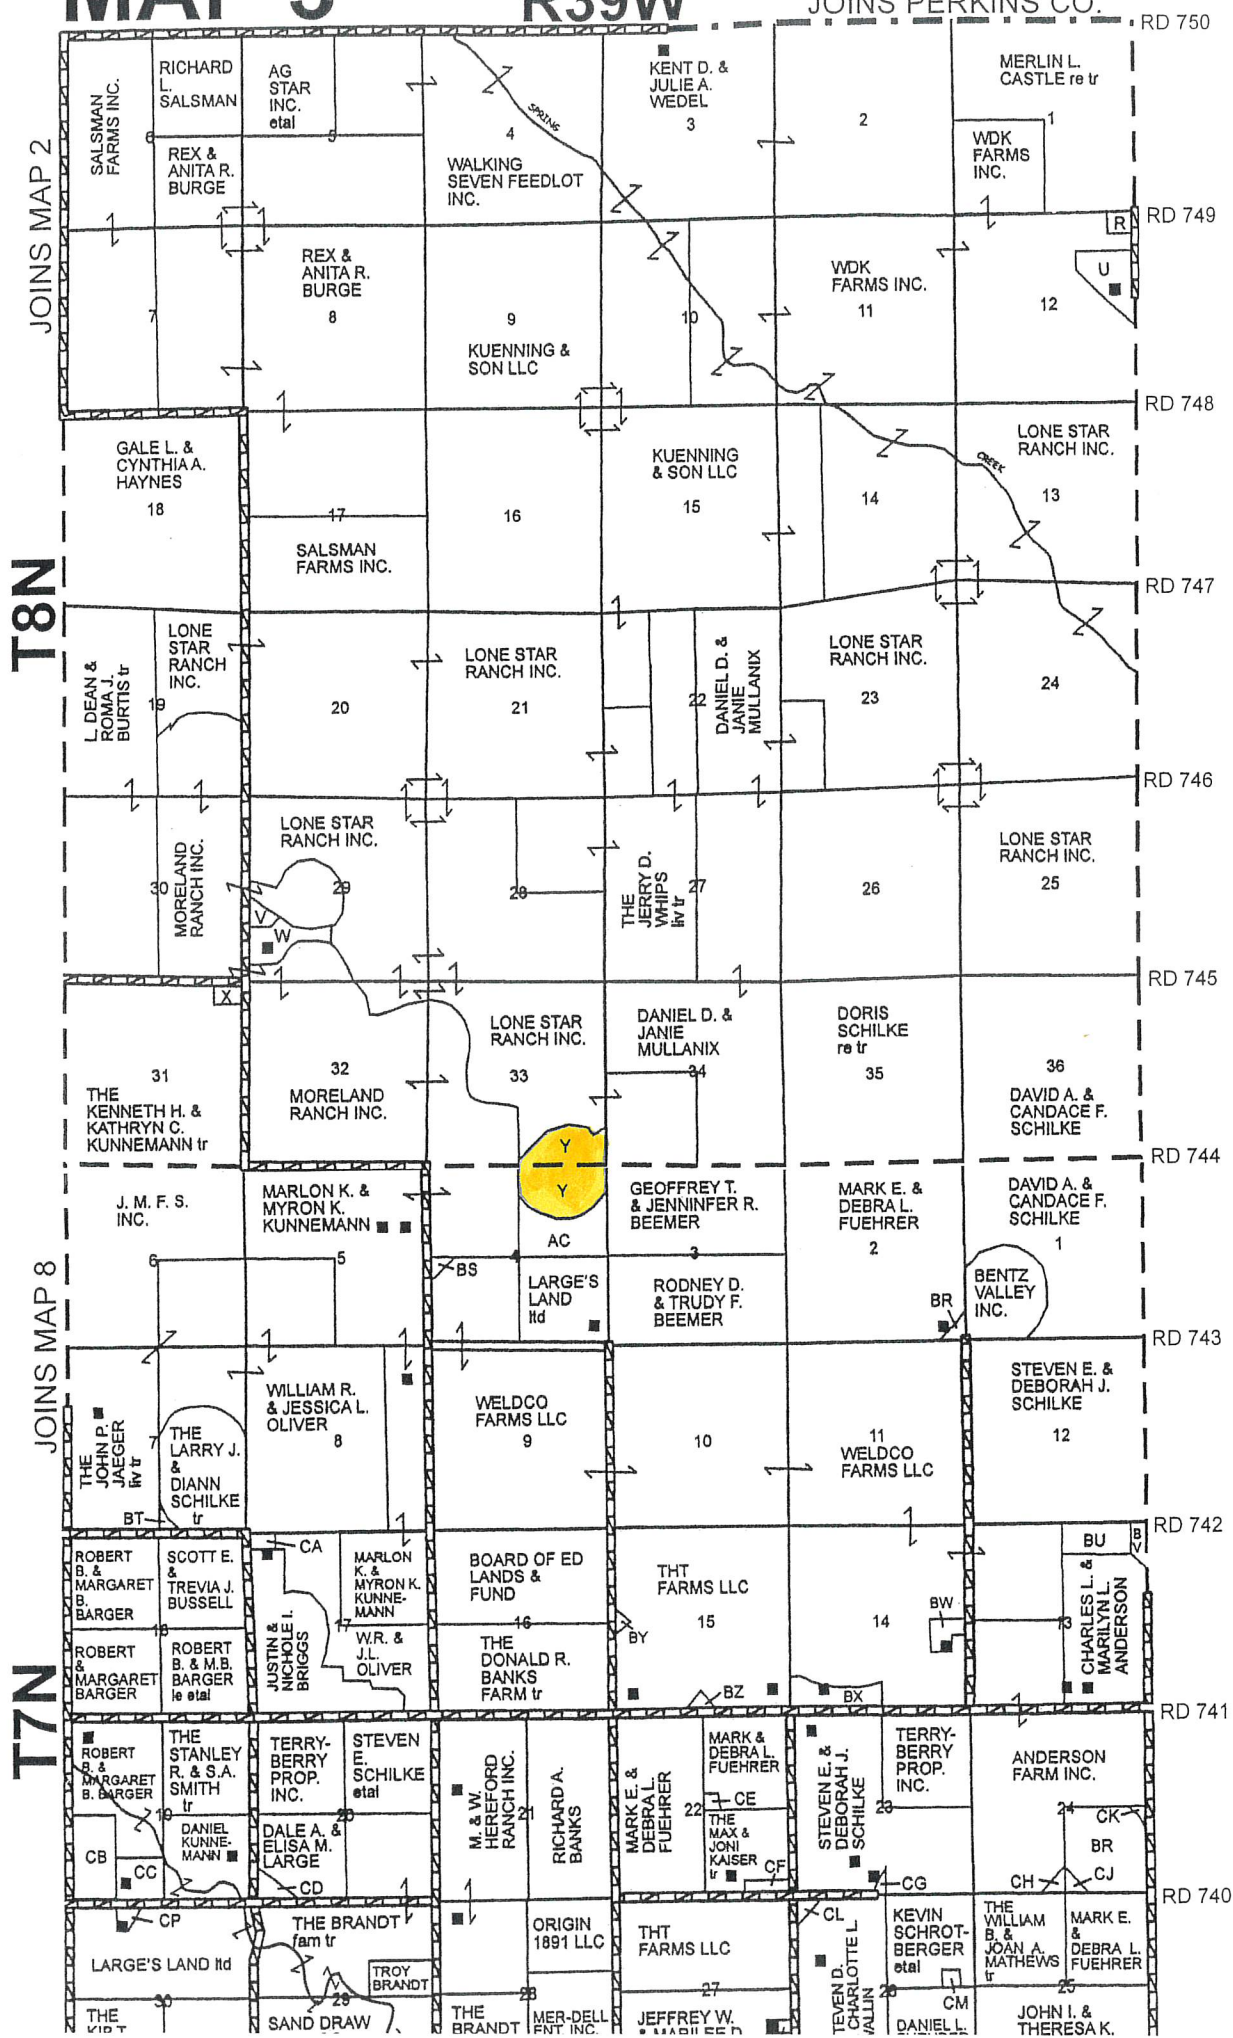 MAP 3
R39W
JOINS PERKINS CO.
RD 750
SALSMAN
FARMS INC.
6
RICHARD
L.
SALSMAN
AG
STAR
INC.
etal
5
4
SPRING
KENT D. &
JULIE A.
WEDEL
3
2
MERLIN L.
CASTLE re tr
1
JOINS MAP 2
REX &
ANITA R.
BURGE
WALKING
SEVEN FEEDLOT
INC.
WDK
FARMS
INC.
RD 749
R
7
REX &
ANITA R.
BURGE
8
9
KUENNING &
SON LLC
10
WDK
FARMS INC.
11
12
U
RD 748
GALE L. &
CYNTHIA A.
HAYNES
18
17
SALSMAN
FARMS INC.
16
KUENNING
& SON LLC
15
14
CREEK
LONE STAR
RANCH INC.
13
T8N
RD 747
L. DEAN &
ROMA J.
BURTIS tr
19
LONE
STAR
RANCH
INC.
20
LONE STAR
RANCH INC.
21
22
DANIEL D. &
JANIE
MULLANIX
LONE STAR
RANCH INC.
23
24
RD 746
30
MORELAND
RANCH INC.
LONE STAR
RANCH INC.
29
V
W
28
THE
JERRY D.
WHIPS
liv tr
27
26
LONE STAR
RANCH INC.
25
RD 745
X
31
THE
KENNETH H. &
KATHRYN C.
KUNNEMANN tr
32
MORELAND
RANCH INC.
LONE STAR
RANCH INC.
33
Y
DANIEL D. &
JANIE
MULLANIX
34
DORIS
SCHILKE
re tr
35
36
DAVID A. &
CANDACE F.
SCHILKE
RD 744
J. M. F. S.
INC.
6
MARLON K. &
MYRON K.
KUNNEMANN
5
Y
AC
4
BS
LARGE'S
LAND
ltd
GEOFFREY T.
& JENNINFER R.
BEEMER
3
RODNEY D.
& TRUDY F.
BEEMER
MARK E. &
DEBRA L.
FUEHRER
2
BR
DAVID A. &
CANDACE F.
SCHILKE
1
BENTZ
VALLEY
INC.
RD 743
JOINS MAP 8
THE
JOHN P.
JAEGER
liv tr
7
BT
THE
LARRY J.
&
DIANN
SCHILKE
tr
WILLIAM R.
& JESSICA L.
OLIVER
8
WELDCO
FARMS LLC
9
10
11
WELDCO
FARMS LLC
STEVEN E. &
DEBORAH J.
SCHILKE
12
RD 742
ROBERT
B. &
MARGARET
B.
BARGER
SCOTT E.
&
TREVIA J.
BUSSELL
18
ROBERT
&
MARGARET
BARGER
ROBERT
B. & M.B.
BARGER
le etal
CA
JUSTIN &
NICHOLE I.
BRIGGS
17
MARLON
K. &
MYRON K.
KUNNE-
MANN
W.R. &
J.L.
OLIVER
BOARD OF ED
LANDS &
FUND
16
THE
DONALD R.
BANKS
FARM tr
THT
FARMS LLC
15
BY
BZ
14
BW
BX
BU
B
V
13
CHARLES L. &
MARILYN L.
ANDERSON
T7N
RD 741
ROBERT
B. &
MARGARET
B. BARGER
THE
STANLEY
R. & S.A.
SMITH
tr
19
CB
CC
DANIEL
KUNNE-
MANN
TERRY-
BERRY
PROP.
INC.
STEVEN
E.
SCHILKE
etal
20
DALE A. &
ELISA M.
LARGE
CD
M. & W.
HEREFORD
RANCH INC.
21
RICHARD A.
BANKS
MARK E. &
DEBRA L.
FUEHRER
22
MARK &
DEBRA L.
FUEHRER
CE
THE
MAX &
JONI
KAISER
tr
CF
STEVEN E. &
DEBORAH J.
SCHILKE
TERRY-
BERRY
PROP.
INC.
23
CG
ANDERSON
FARM INC.
24
CK
BR
CH
CJ
RD 740
CP
LARGE'S LAND ltd
30
THE
THE BRANDT
fam tr
TROY
BRANDT
29
SAND DRAW
ORIGIN
1891 LLC
28
THE
BRANDT
MER-DELL
ENT. INC.
THT
FARMS LLC
27
JEFFREY W.
CL
STEVEN D.
CHARLOTTE L.
KEVIN
SCHROT-
BERGER
etal
26
DANIEL L.
CM
THE
WILLIAM
B. &
JOAN A.
MATHEWS
tr
MARK E.
&
DEBRA L.
FUEHRER
25
JOHN I. &
THERESA K.